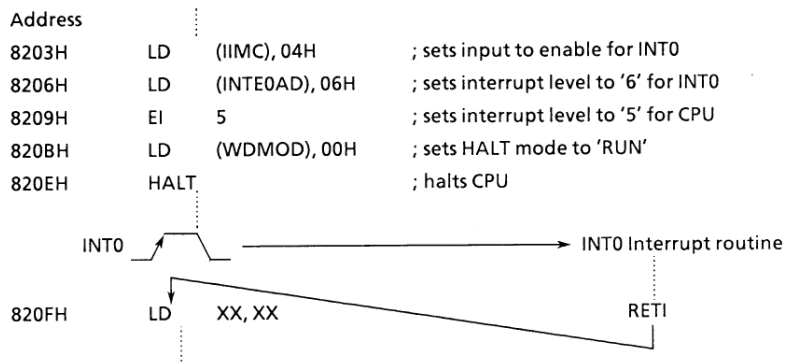 Address
8203H LD (IIMC), 04H ; sets input to enable for INT0
8206H LD (INTE0AD), 06H ; sets interrupt level to '6' for INT0
8209H EI 5 ; sets interrupt level to '5' for CPU
820BH LD (WDMOD), 00H ; sets HALT mode to 'RUN'
820EH HALT ; halts CPU
INT0 INT0 Interrupt routine
820FH LD XX, XX RETI